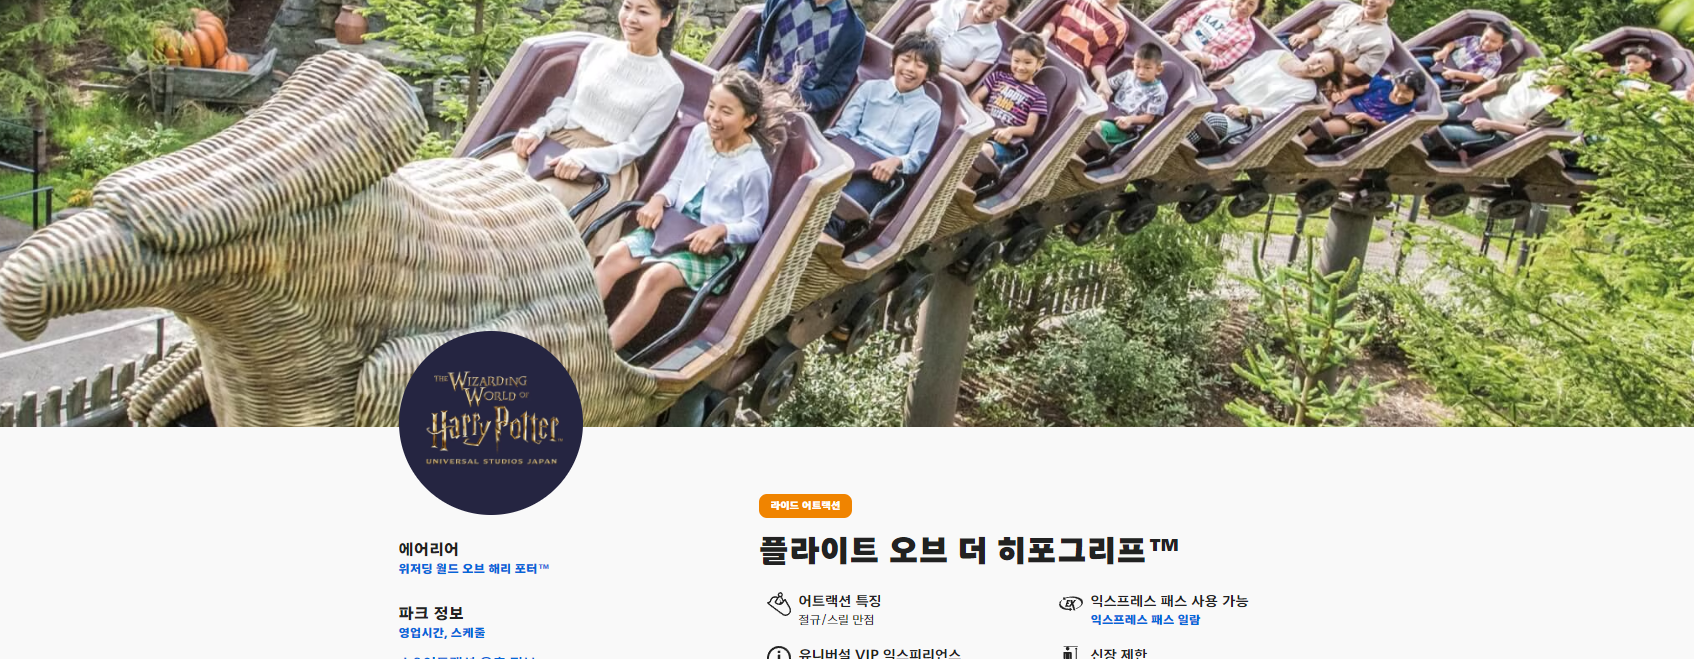 THE WIZARDING
WORLD OF
Harry Potter™
UNIVERSAL STUDIOS JAPAN
에어리어
위저딩 월드 오브 해리 포터™
파크 정보
영업시간, 스케줄
라이드 어트랙션
플라이트 오브 더 히포그리프™
어트랙션 특징
절규/스릴 만점
EX
익스프레스 패스 사용 가능
익스프레스 패스 일람
유니버설 VIP 익스피리언스
신장 제한